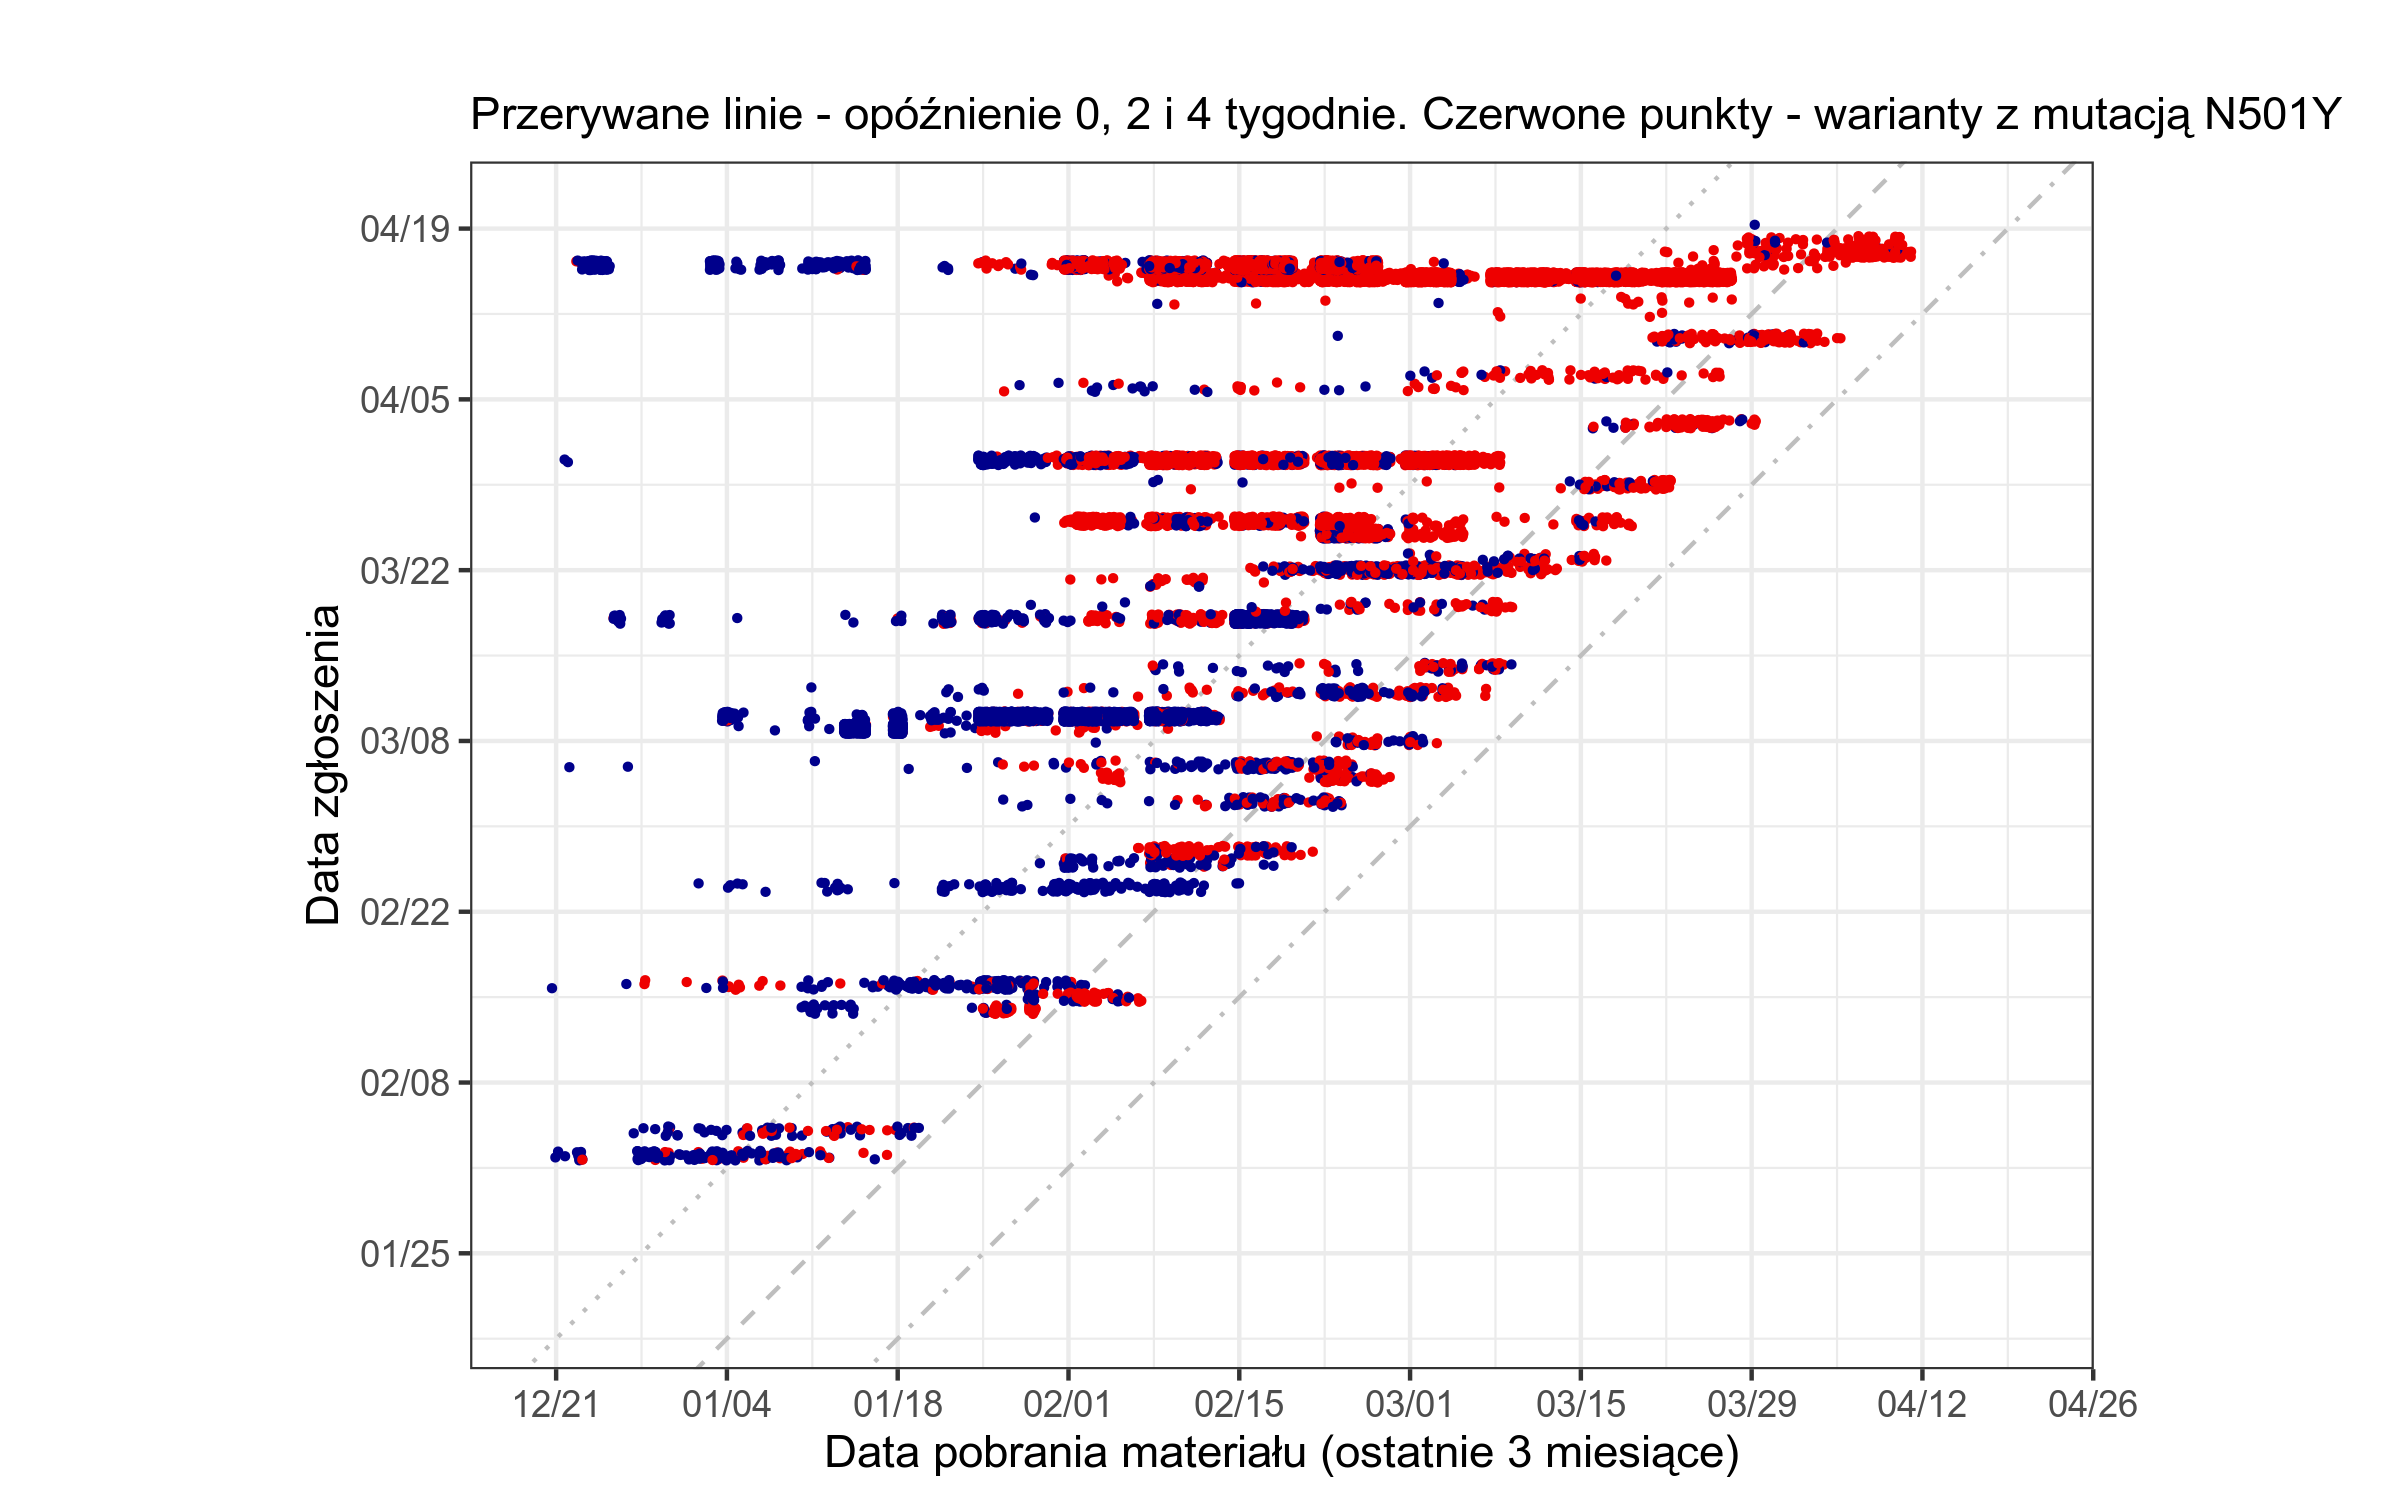 Przerywane linie - opóźnienie 0, 2 i 4 tygodnie. Czerwone punkty - warianty z mutacją N501Y
Data zgłoszenia
04/19
04/05
03/22
03/08
02/22
02/08
01/25
12/21 01/04 01/18 02/01 02/15 03/01 03/15 03/29 04/12 04/26
Data pobrania materiału (ostatnie 3 miesiące)